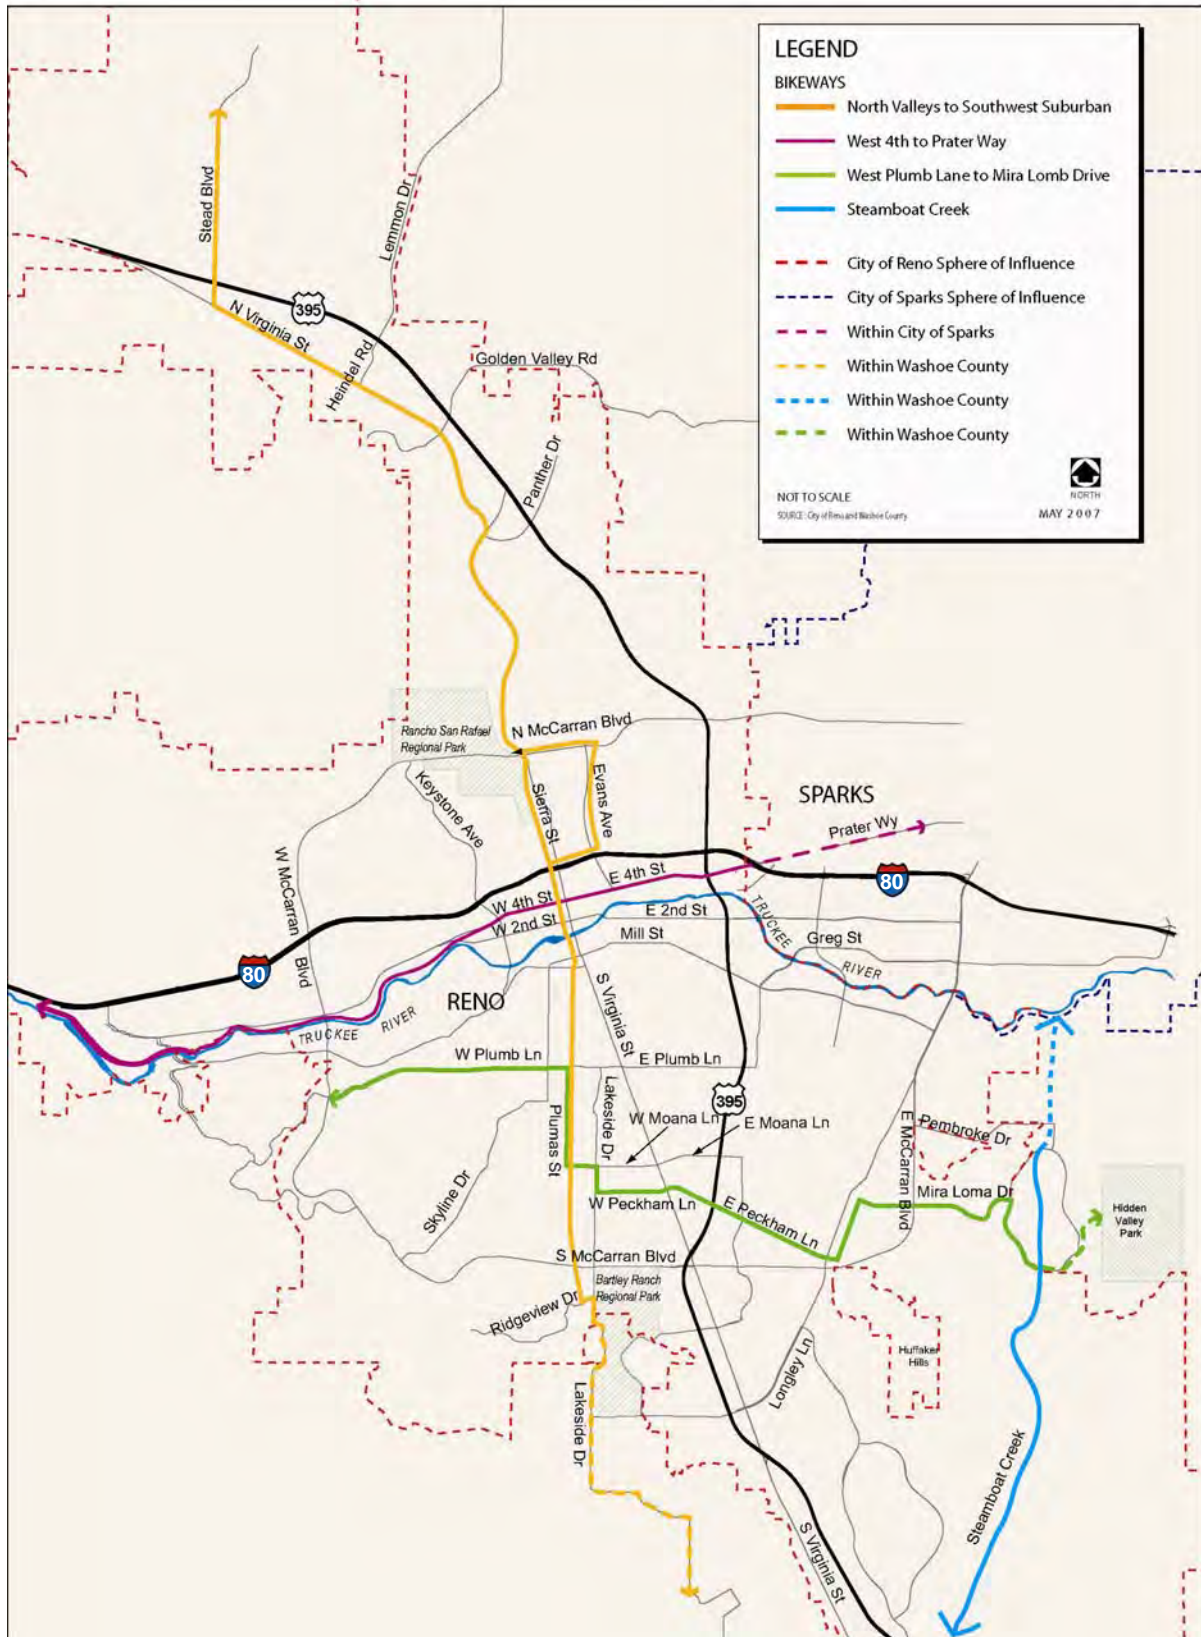 LEGEND
BIKEWAYS
North Valleys to Southwest Suburban
West 4th to Prater Way
West Plumb Lane to Mira Lomb Drive
Steamboat Creek
City of Reno Sphere of Influence
City of Sparks Sphere of Influence
Within City of Sparks
Within Washoe County
Within Washoe County
Within Washoe County
NOT TO SCALE
SOURCE: City of Reno and Washoe County
NORTH
MAY 2007
Stead Blvd
Lemmon Dr
395
N Virginia St
Heindel Rd
Golden Valley Rd
Panther Dr
N McCarran Blvd
Rancho San Rafael
Regional Park
Keystone Ave
Sierra St
Evans Ave
SPARKS
Prater Wy
W McCarran
Blvd
80
E 4th St
W 4th St
W 2nd St
E 2nd St
Mill St
TRUCKEE
RIVER
Greg St
80
RENO
TRUCKEE
RIVER
S Virginia St
W Plumb Ln
E Plumb Ln
395
Lakeside Dr
Plumas St
W Moana Ln
E Moana Ln
E McCarran Blvd
Pembroke Dr
Skyline Dr
W Peckham Ln
E Peckham Ln
Mira Loma Dr
Hidden
Valley
Park
S McCarran Blvd
Bartley Ranch
Regional Park
Ridgeview Dr
Huffaker
Hills
Longley Ln
Lakeside Dr
Steamboat Creek
S Virginia St